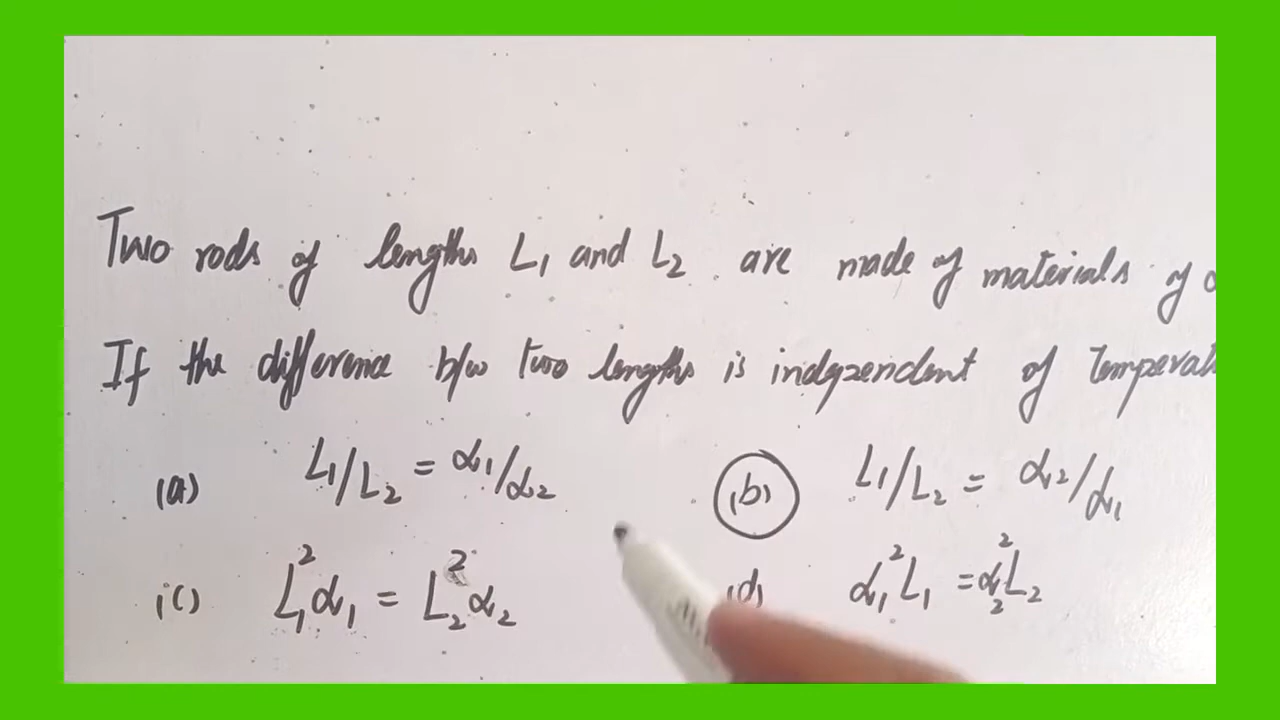 Two rods of lengths L₁ and L₂ are made of materials of
If the difference b/w two lengths is independent of
(a) L₁/L₂ = α₁/α₂ (b) L₁/L₂ = α₂/α₁
(c) L₁²α₁ = L₂²α₂ (d) α₁²L₁ = α₂²L₂